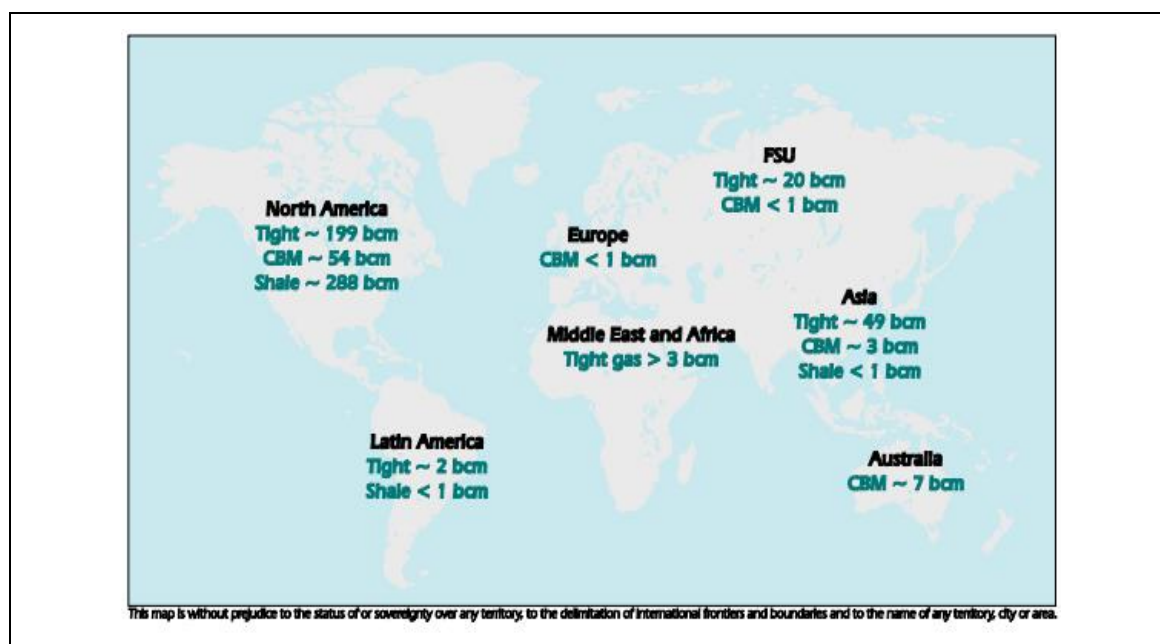 FSU
Tight ~ 20 bcm
CBM < 1 bcm
North America
Tight ~ 199 bcm
CBM ~ 54 bcm
Shale ~ 288 bcm
Europe
CBM < 1 bcm
Asia
Tight ~ 49 bcm
CBM ~ 3 bcm
Shale < 1 bcm
Middle East and Africa
Tight gas > 3 bcm
Latin America
Tight ~ 2 bcm
Shale < 1 bcm
Australia
CBM ~ 7 bcm
This map is without prejudice to the status of or sovereignty over any territory, to the delimitation of international frontiers and boundaries and to the name of any territory, city or area.